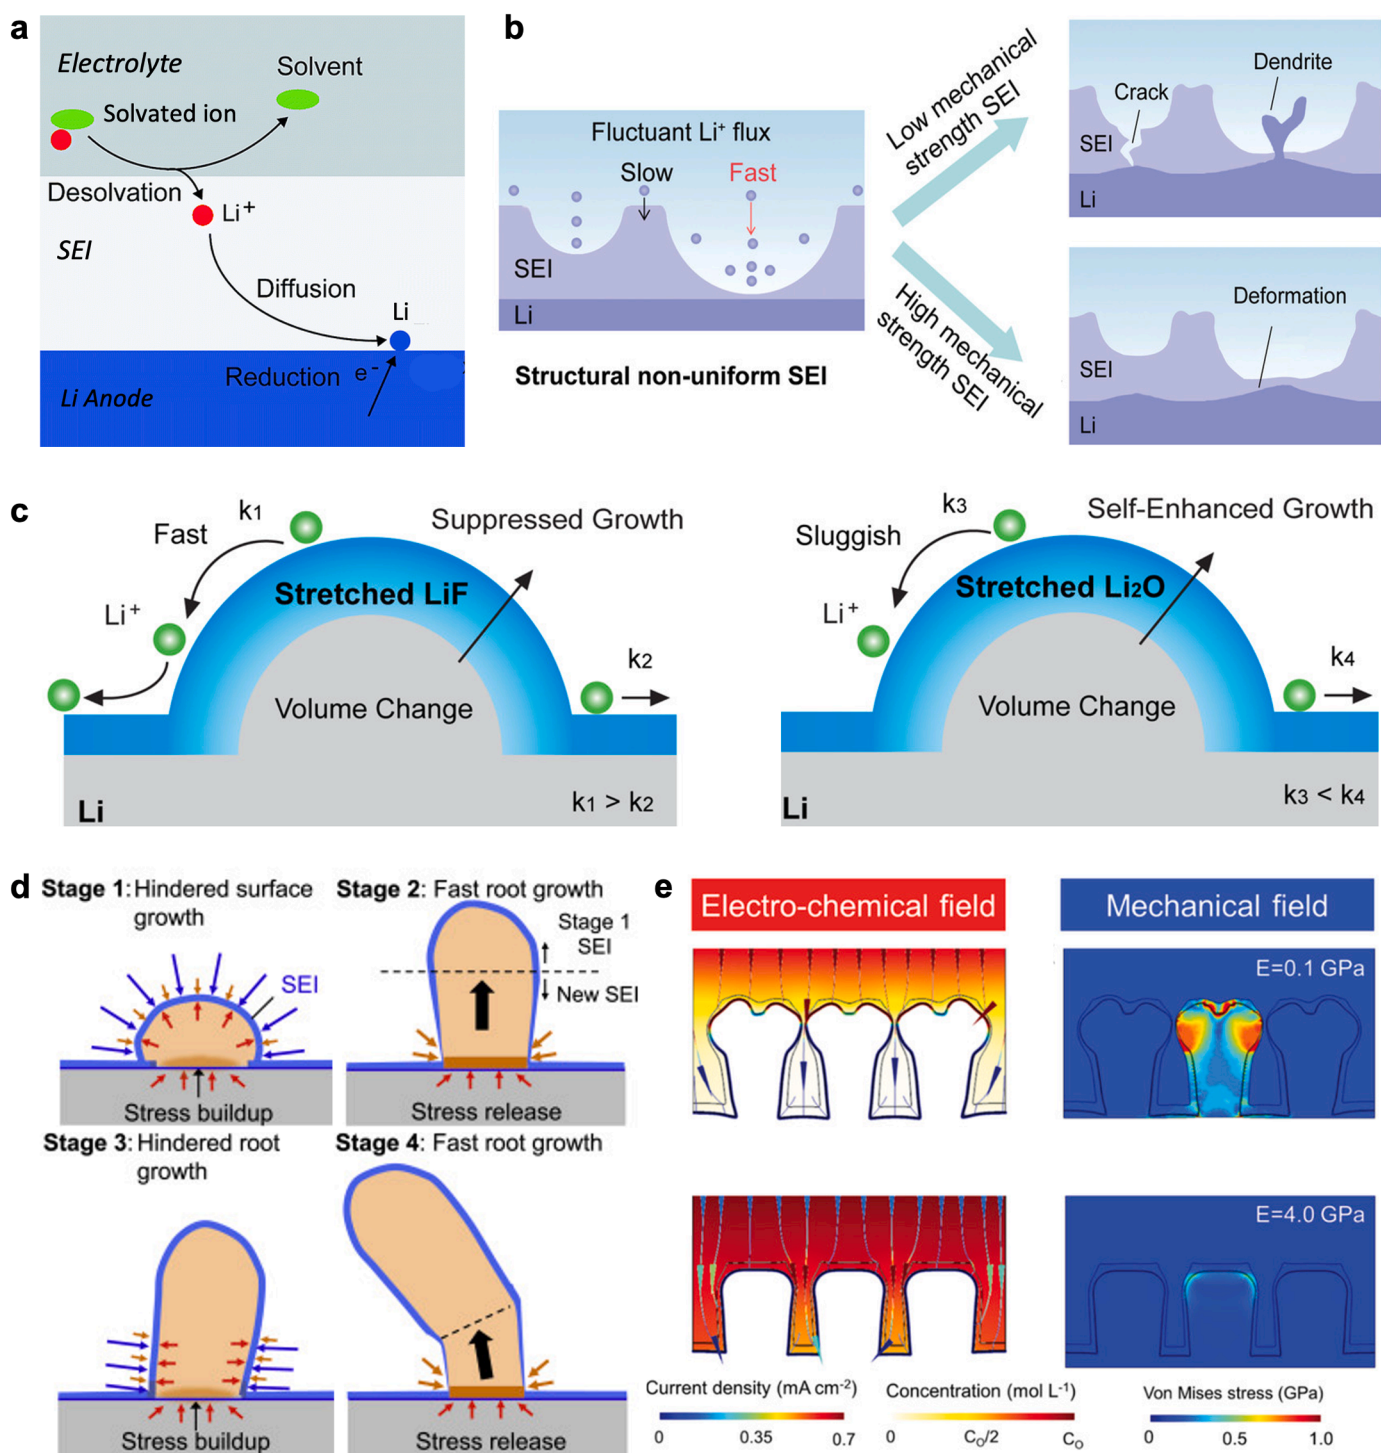 a
Electrolyte
Solvent
Solvated ion
Desolvation
Li+
SEI
Diffusion
Li
Reduction e-
Li Anode
b
Fluctuant Li+ flux
Slow
Fast
SEI
Li
Structural non-uniform SEI
Low mechanical
strength SEI
High mechanical
strength SEI
Dendrite
Crack
SEI
Li
Deformation
SEI
Li
c
k1
Fast
Suppressed Growth
Stretched LiF
Li+
k2
Volume Change
Li
k1 > k2
k3
Sluggish
Self-Enhanced Growth
Stretched Li2O
Li+
k4
Volume Change
Li
k3 < k4
d
Stage 1: Hindered surface
growth
SEI
Stress buildup
Stage 2: Fast root growth
Stage 1
SEI
New SEI
Stress release
Stage 3: Hindered root
growth
Stress buildup
Stage 4: Fast root growth
Stress release
e
Electro-chemical field
Mechanical field
E=0.1 GPa
E=4.0 GPa
Current density (mA cm-2)
0 0.35 0.7
Concentration (mol L-1)
0 C0/2 C0
Von Mises stress (GPa)
0 0.5 1.0